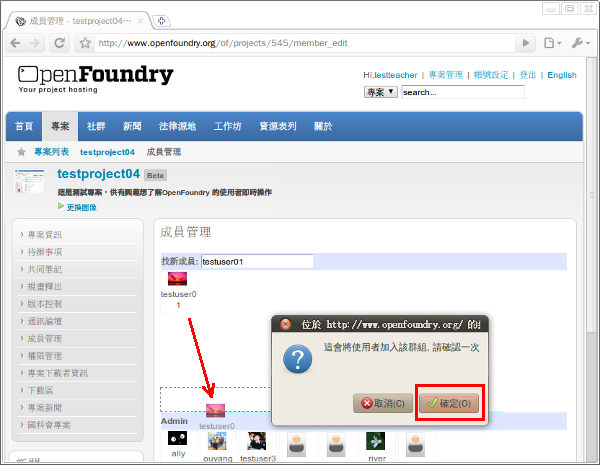 成員管理 - testproject04...
http://www.openfoundry.org/of/projects/545/member_edit
OpenFoundry
Your project hosting
Hi,testteacher | 專案管理 | 帳號設定 | 登出 | English
專案 search...
首頁 專案 社群 新聞 法律源地 工作坊 資源表列 關於
專案列表 testproject04 成員管理
testproject04 Beta
這是測試專案，供有興趣想了解OpenFoundry 的使用者即時操作
更換圖像
專案資訊
待辦事項
共同筆記
規畫釋出
版本控制
通訊論壇
成員管理
權限管理
專案下載者資訊
下載區
專案新聞
國科會專案
成員管理
找新成員: testuser01
testuser0
1
位於 http://www.openfoundry.org/ 的
這會將使用者加入該群組, 請確認一次
取消(C) 確定(O)
testuser0
Admin
ally ouyang testuser3 river